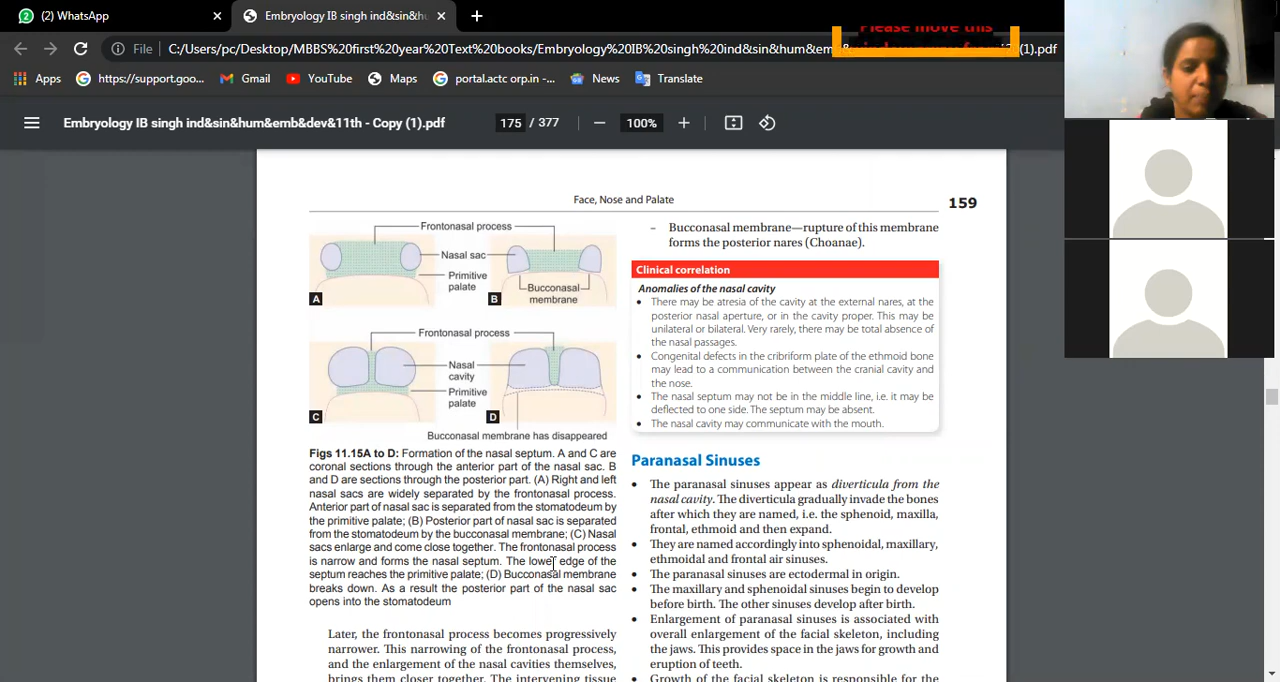 (2) WhatsApp
Embryology IB singh ind&sin&hu
File
C:/Users/pc/Desktop/MBBS%20first%20year%20Text%20books/Embryology%20IB%20singh%20ind&sin&hum&emb&
(1).pdf
Please move this
Apps
https://support.goo...
Gmail
YouTube
Maps
portal.actc orp.in -...
News
Translate
Embryology IB singh ind&sin&hum&emb&dev&11th - Copy (1).pdf
175 / 377
100%
Face, Nose and Palate
159
Frontonasal process
Nasal sac
Primitive
palate
Bucconasal
membrane
A
B
Frontonasal process
Nasal
cavity
Primitive
palate
C
D
Bucconasal membrane has disappeared
Figs 11.15A to D: Formation of the nasal septum. A and C are
coronal sections through the anterior part of the nasal sac. B
and D are sections through the posterior part. (A) Right and left
nasal sacs are widely separated by the frontonasal process.
Anterior part of nasal sac is separated from the stomatodeum by
the primitive palate; (B) Posterior part of nasal sac is separated
from the stomatodeum by the bucconasal membrane; (C) Nasal
sacs enlarge and come close together. The frontonasal process
is narrow and forms the nasal septum. The lower edge of the
septum reaches the primitive palate; (D) Bucconasal membrane
breaks down. As a result the posterior part of the nasal sac
opens into the stomatodeum
Later, the frontonasal process becomes progressively
narrower. This narrowing of the frontonasal process,
and the enlargement of the nasal cavities themselves,
brings them closer together. The intervening tissue
– Bucconasal membrane—rupture of this membrane
forms the posterior nares (Choanae).
Clinical correlation
Anomalies of the nasal cavity
• There may be atresia of the cavity at the external nares, at the
posterior nasal aperture, or in the cavity proper. This may be
unilateral or bilateral. Very rarely, there may be total absence of
the nasal passages.
• Congenital defects in the cribriform plate of the ethmoid bone
may lead to a communication between the cranial cavity and
the nose.
• The nasal septum may not be in the middle line, i.e. it may be
deflected to one side. The septum may be absent.
• The nasal cavity may communicate with the mouth.
Paranasal Sinuses
• The paranasal sinuses appear as diverticula from the
nasal cavity. The diverticula gradually invade the bones
after which they are named, i.e. the sphenoid, maxilla,
frontal, ethmoid and then expand.
• They are named accordingly into sphenoidal, maxillary,
ethmoidal and frontal air sinuses.
• The paranasal sinuses are ectodermal in origin.
• The maxillary and sphenoidal sinuses begin to develop
before birth. The other sinuses develop after birth.
• Enlargement of paranasal sinuses is associated with
overall enlargement of the facial skeleton, including
the jaws. This provides space in the jaws for growth and
eruption of teeth.
• Growth of the facial skeleton is responsible for the